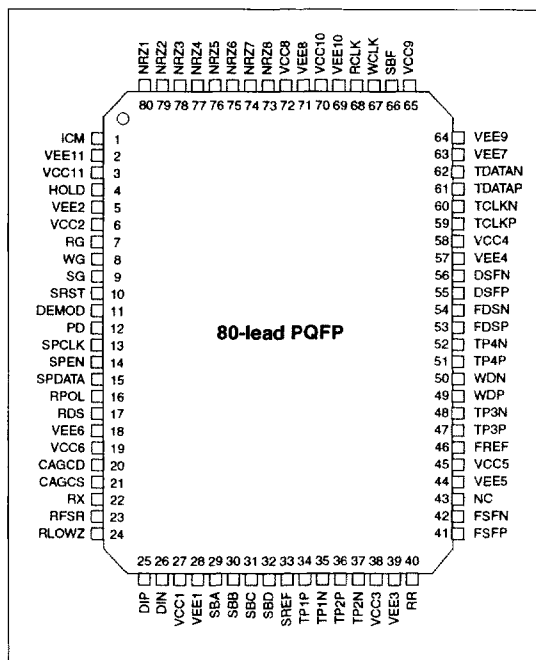 NRZ1 NRZ2 NRZ3 NRZ4 NRZ5 NRZ6 NRZ7 NRZ8 VCC8 VEE8 VCC10 VEE10 RCLK WCLK SBF VCC9
80 79 78 77 76 75 74 73 72 71 70 69 68 67 66 65
ICM 1
VEE11 2
VCC11 3
HOLD 4
VEE2 5
VCC2 6
RG 7
WG 8
SG 9
SRST 10
DEMOD 11
PD 12
SPCLK 13
SPEN 14
SPDATA 15
RPOL 16
RDS 17
VEE6 18
VCC6 19
CAGCD 20
CAGCS 21
RX 22
RFSR 23
RLOWZ 24
80-lead PQFP
64 VEE9
63 VEE7
62 TDATAN
61 TDATAP
60 TCLKN
59 TCLKP
58 VCC4
57 VEE4
56 DSFN
55 DSFP
54 FDSN
53 FDSP
52 TP4N
51 TP4P
50 WDN
49 WDP
48 TP3N
47 TP3P
46 FREF
45 VCC5
44 VEE5
43 NC
42 FSFN
41 FSFP
25 26 27 28 29 30 31 32 33 34 35 36 37 38 39 40
DIP DIN VCC1 VEE1 SBA SBB SBC SBD SREF TP1P TP1N TP2P TP2N VCC3 VEE3 RR